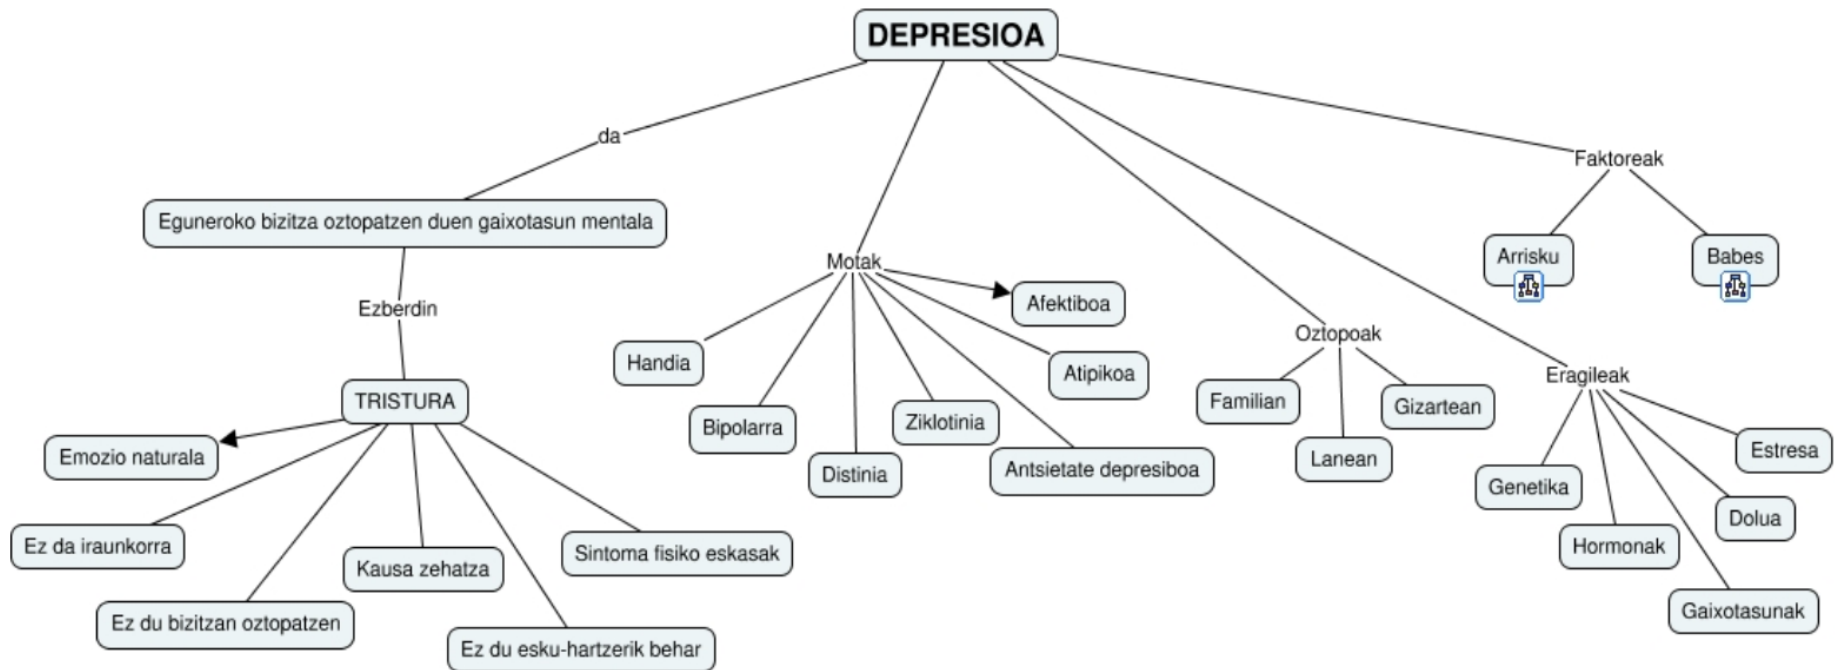 DEPRESIOA
da
Eguneroko bizitza oztopatzen duen gaixotasun mentala
Ezberdin
TRISTURA
Emozio naturala
Ez da iraunkorra
Ez du bizitzan oztopatzen
Kausa zehatza
Ez du esku-hartzerik behar
Sintoma fisiko eskasak
Motak
Handia
Bipolarra
Distinia
Ziklotinia
Antsietate depresiboa
Atipikoa
Afektiboa
Oztopoak
Familian
Lanean
Gizartean
Eragileak
Genetika
Hormonak
Gaixotasunak
Dolua
Estresa
Faktoreak
Arrisku
Babes